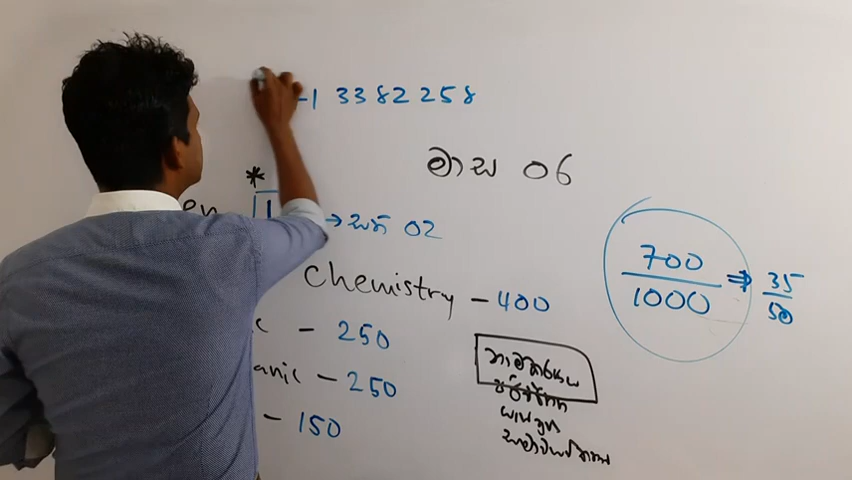 -1 3382258
මාස 06
*
en 1 → සති 02
700
1000
⇒
35
50
Chemistry - 400
c - 250
anic - 250
- 150